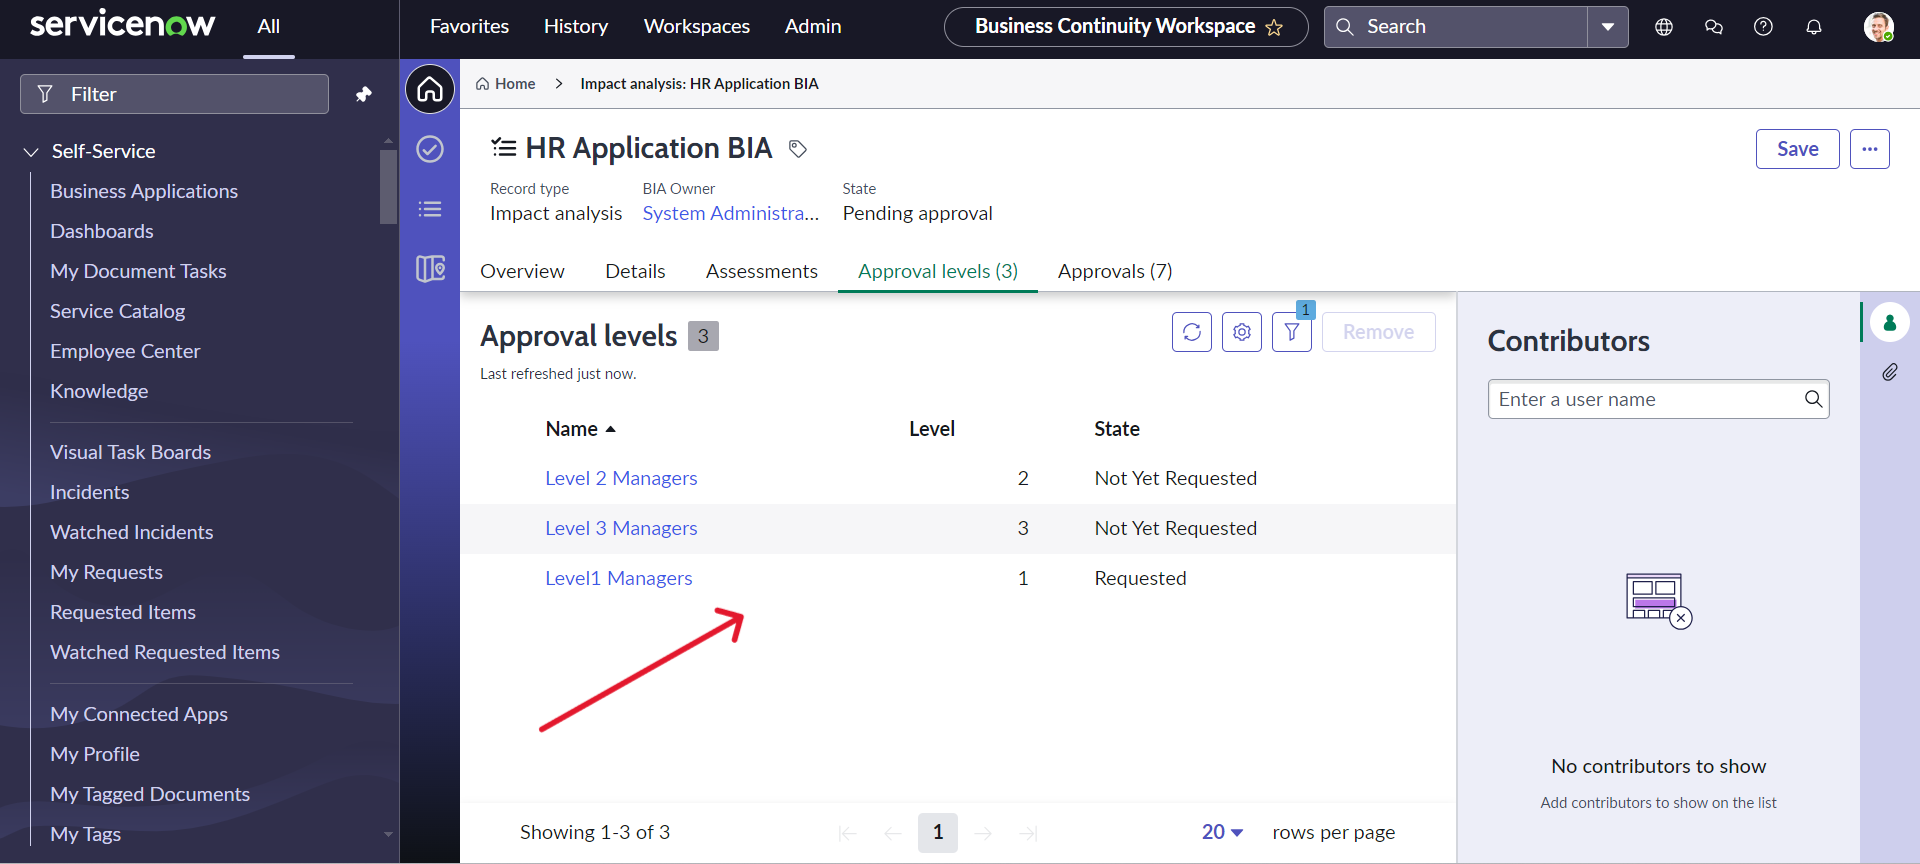 servicenow
All
Favorites
History
Workspaces
Admin
Business Continuity Workspace
Search
Filter
Self-Service
Business Applications
Dashboards
My Document Tasks
Service Catalog
Employee Center
Knowledge
Visual Task Boards
Incidents
Watched Incidents
My Requests
Requested Items
Watched Requested Items
My Connected Apps
My Profile
My Tagged Documents
My Tags
Home > Impact analysis: HR Application BIA
HR Application BIA
Save
...
Record type
BIA Owner
State
Impact analysis
System Administra...
Pending approval
Overview
Details
Assessments
Approval levels (3)
Approvals (7)
Approval levels 3
1
Remove
Last refreshed just now.
Name
Level
State
Level 2 Managers 2 Not Yet Requested
Level 3 Managers 3 Not Yet Requested
Level1 Managers 1 Requested
Showing 1-3 of 3
1
20
rows per page
Contributors
Enter a user name
No contributors to show
Add contributors to show on the list